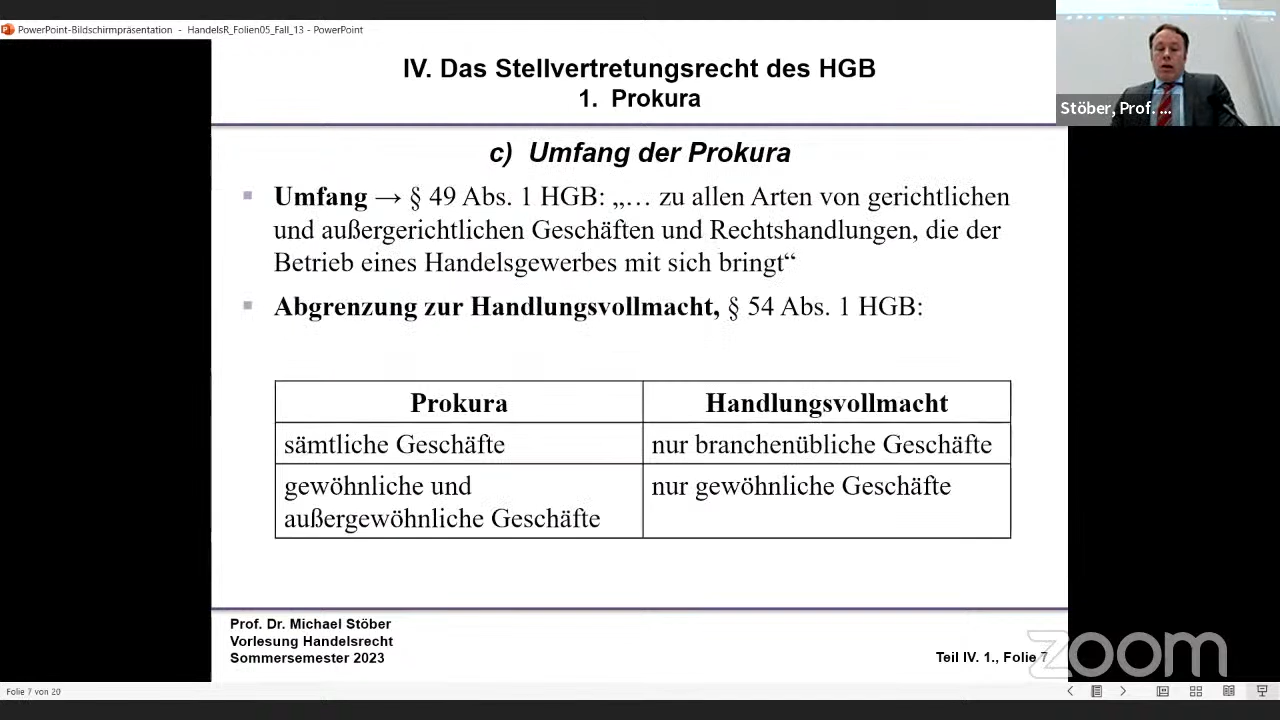 PowerPoint-Bildschirmpräsentation - HandelsR_Folien05_Fall_13 - PowerPoint
IV. Das Stellvertretungsrecht des HGB
1. Prokura
Stöber, Prof. ...
c) Umfang der Prokura
Umfang → § 49 Abs. 1 HGB: „… zu allen Arten von gerichtlichen
und außergerichtlichen Geschäften und Rechtshandlungen, die der
Betrieb eines Handelsgewerbes mit sich bringt“
Abgrenzung zur Handlungsvollmacht, § 54 Abs. 1 HGB:
Prokura
Handlungsvollmacht
sämtliche Geschäfte
nur branchenübliche Geschäfte
gewöhnliche und
außergewöhnliche Geschäfte
nur gewöhnliche Geschäfte
Prof. Dr. Michael Stöber
Vorlesung Handelsrecht
Sommersemester 2023
Teil IV. 1., Folie 7
zoom
Folie 7 von 20